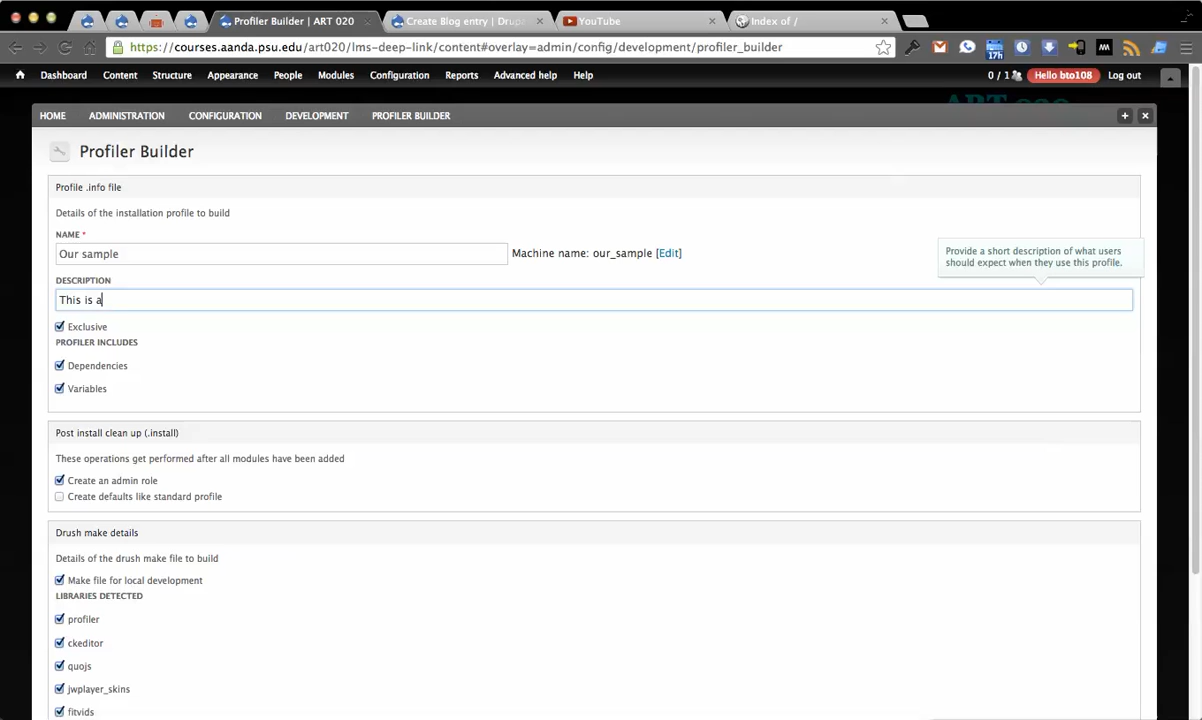 Profiler Builder | ART 020
Create Blog entry | Drup
YouTube
Index of /
https://courses.aanda.psu.edu/art020/lms-deep-link/content#overlay=admin/config/development/profiler_builder
17h
Dashboard Content Structure Reports People Modules Configuration Reports Advanced help Help
0 / 1 Hello bto108 Log out
HOME ADMINISTRATION CONFIGURATION DEVELOPMENT PROFILER BUILDER
Profiler Builder
Profile .info file
Details of the installation profile to build
NAME *
Our sample
Machine name: our_sample [Edit]
Provide a short description of what users
should expect when they use this profile.
DESCRIPTION
This is a
Exclusive
PROFILER INCLUDES
Dependencies
Variables
Post install clean up (.install)
These operations get performed after all modules have been added
Create an admin role
Create defaults like standard profile
Drush make details
Details of the drush make file to build
Make file for local development
LIBRARIES DETECTED
profiler
ckeditor
quojs
jwplayer_skins
fitvids